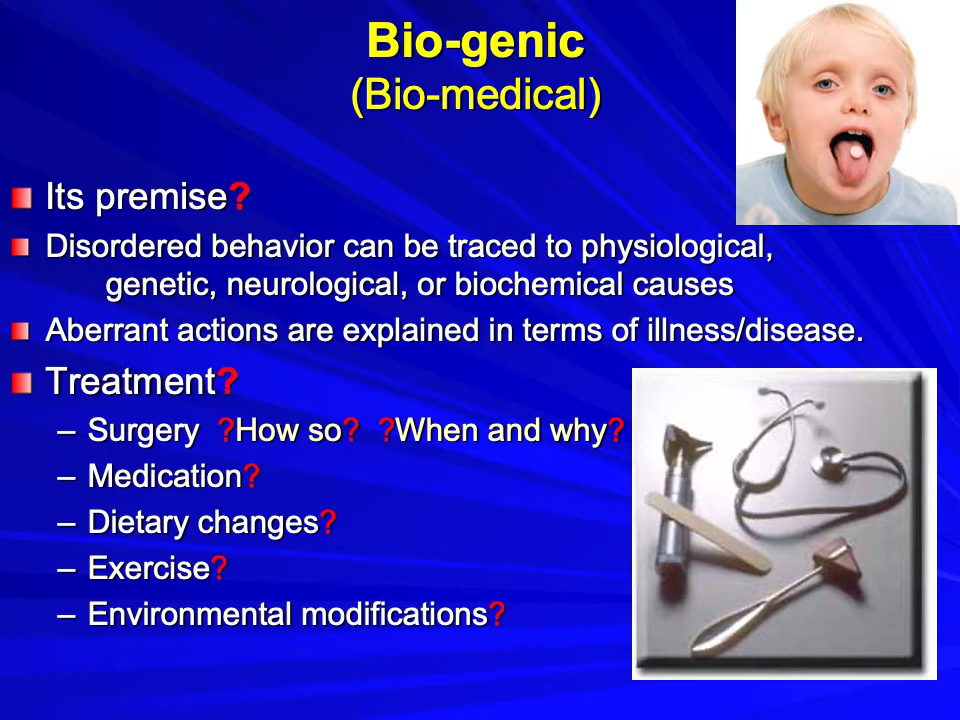 Bio-genic
(Bio-medical)
Its premise?
Disordered behavior can be traced to physiological,
genetic, neurological, or biochemical causes
Aberrant actions are explained in terms of illness/disease.
Treatment?
– Surgery ?How so? ?When and why?
– Medication?
– Dietary changes?
– Exercise?
– Environmental modifications?